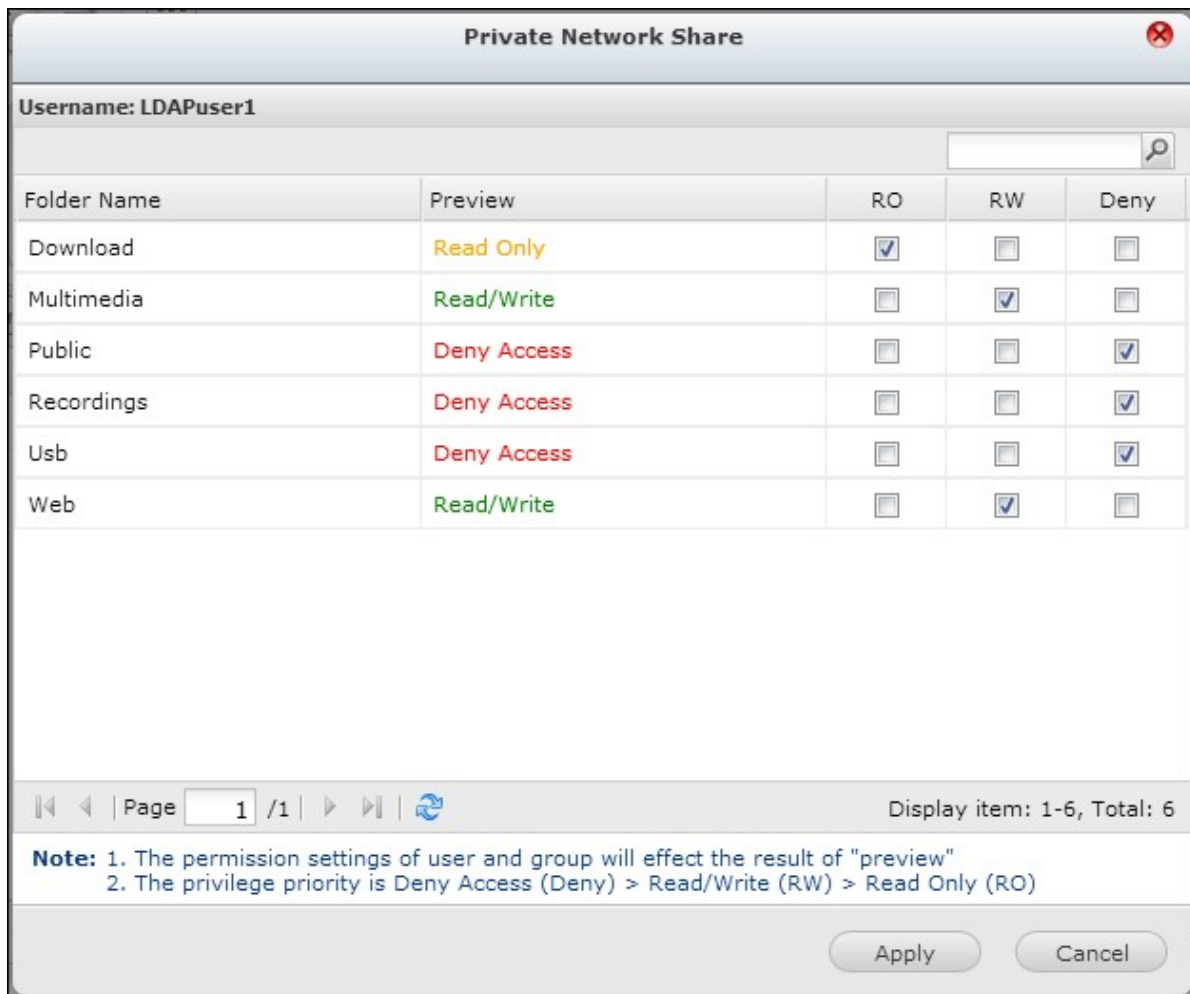 Private Network Share
Username: LDAPuser1
Folder Name Preview RO RW Deny
Download Read Only
Multimedia Read/Write
Public Deny Access
Recordings Deny Access
Usb Deny Access
Web Read/Write
Page 1 /1 Display item: 1-6, Total: 6
Note: 1. The permission settings of user and group will effect the result of "preview"
2. The privilege priority is Deny Access (Deny) > Read/Write (RW) > Read Only (RO)
Apply Cancel